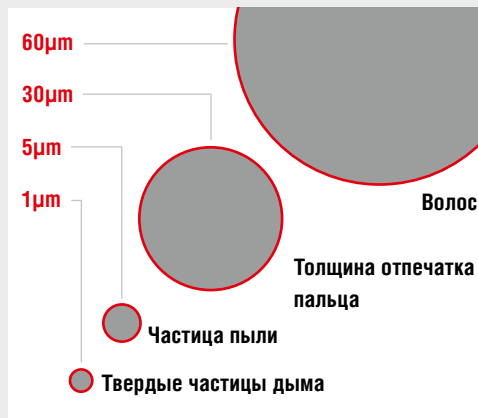 60µm
30µm
5µm
1µm
Волос
Толщина отпечатка
пальца
Частица пыли
Твердые частицы дыма